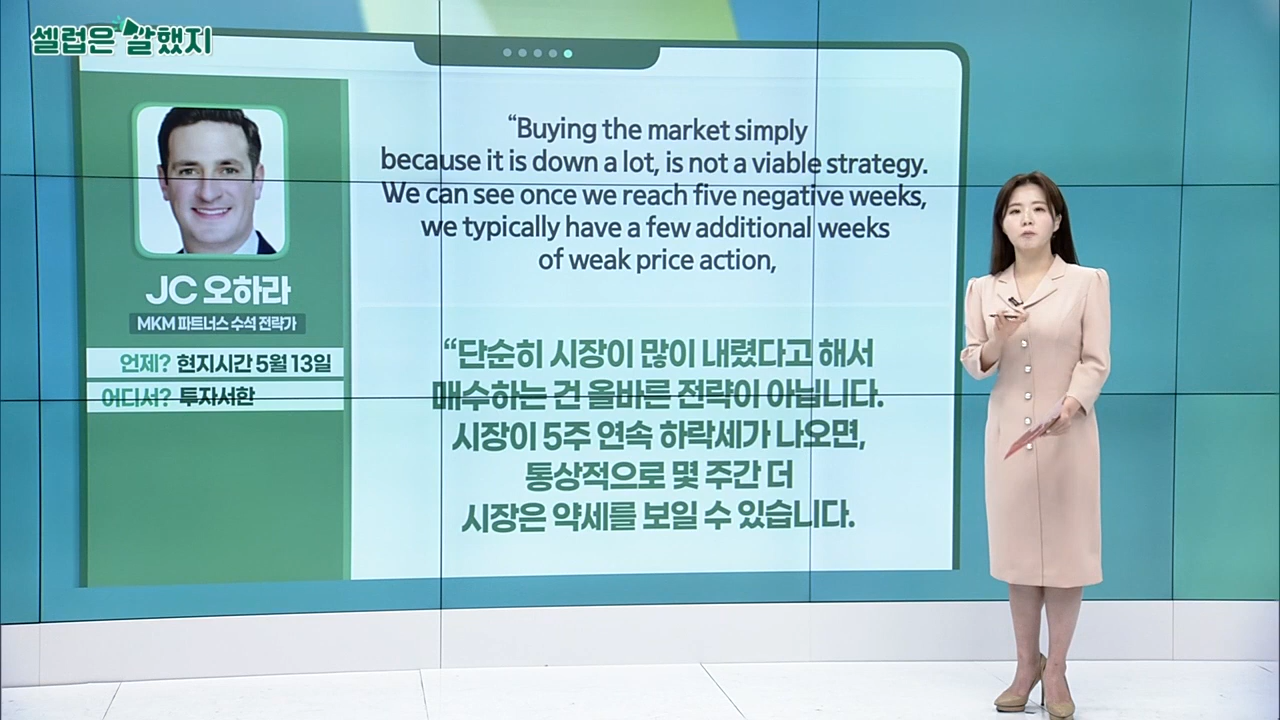 셀럽은 살했지
JC 오하라
MKM 파트너스 수석 전략가
언제? 현지시간 5월 13일
어디서? 투자서한
“Buying the market simply
because it is down a lot, is not a viable strategy.
We can see once we reach five negative weeks,
we typically have a few additional weeks
of weak price action,
“단순히 시장이 많이 내렸다고 해서
매수하는 건 올바른 전략이 아닙니다.
시장이 5주 연속 하락세가 나오면,
통상적으로 몇 주간 더
시장은 약세를 보일 수 있습니다.